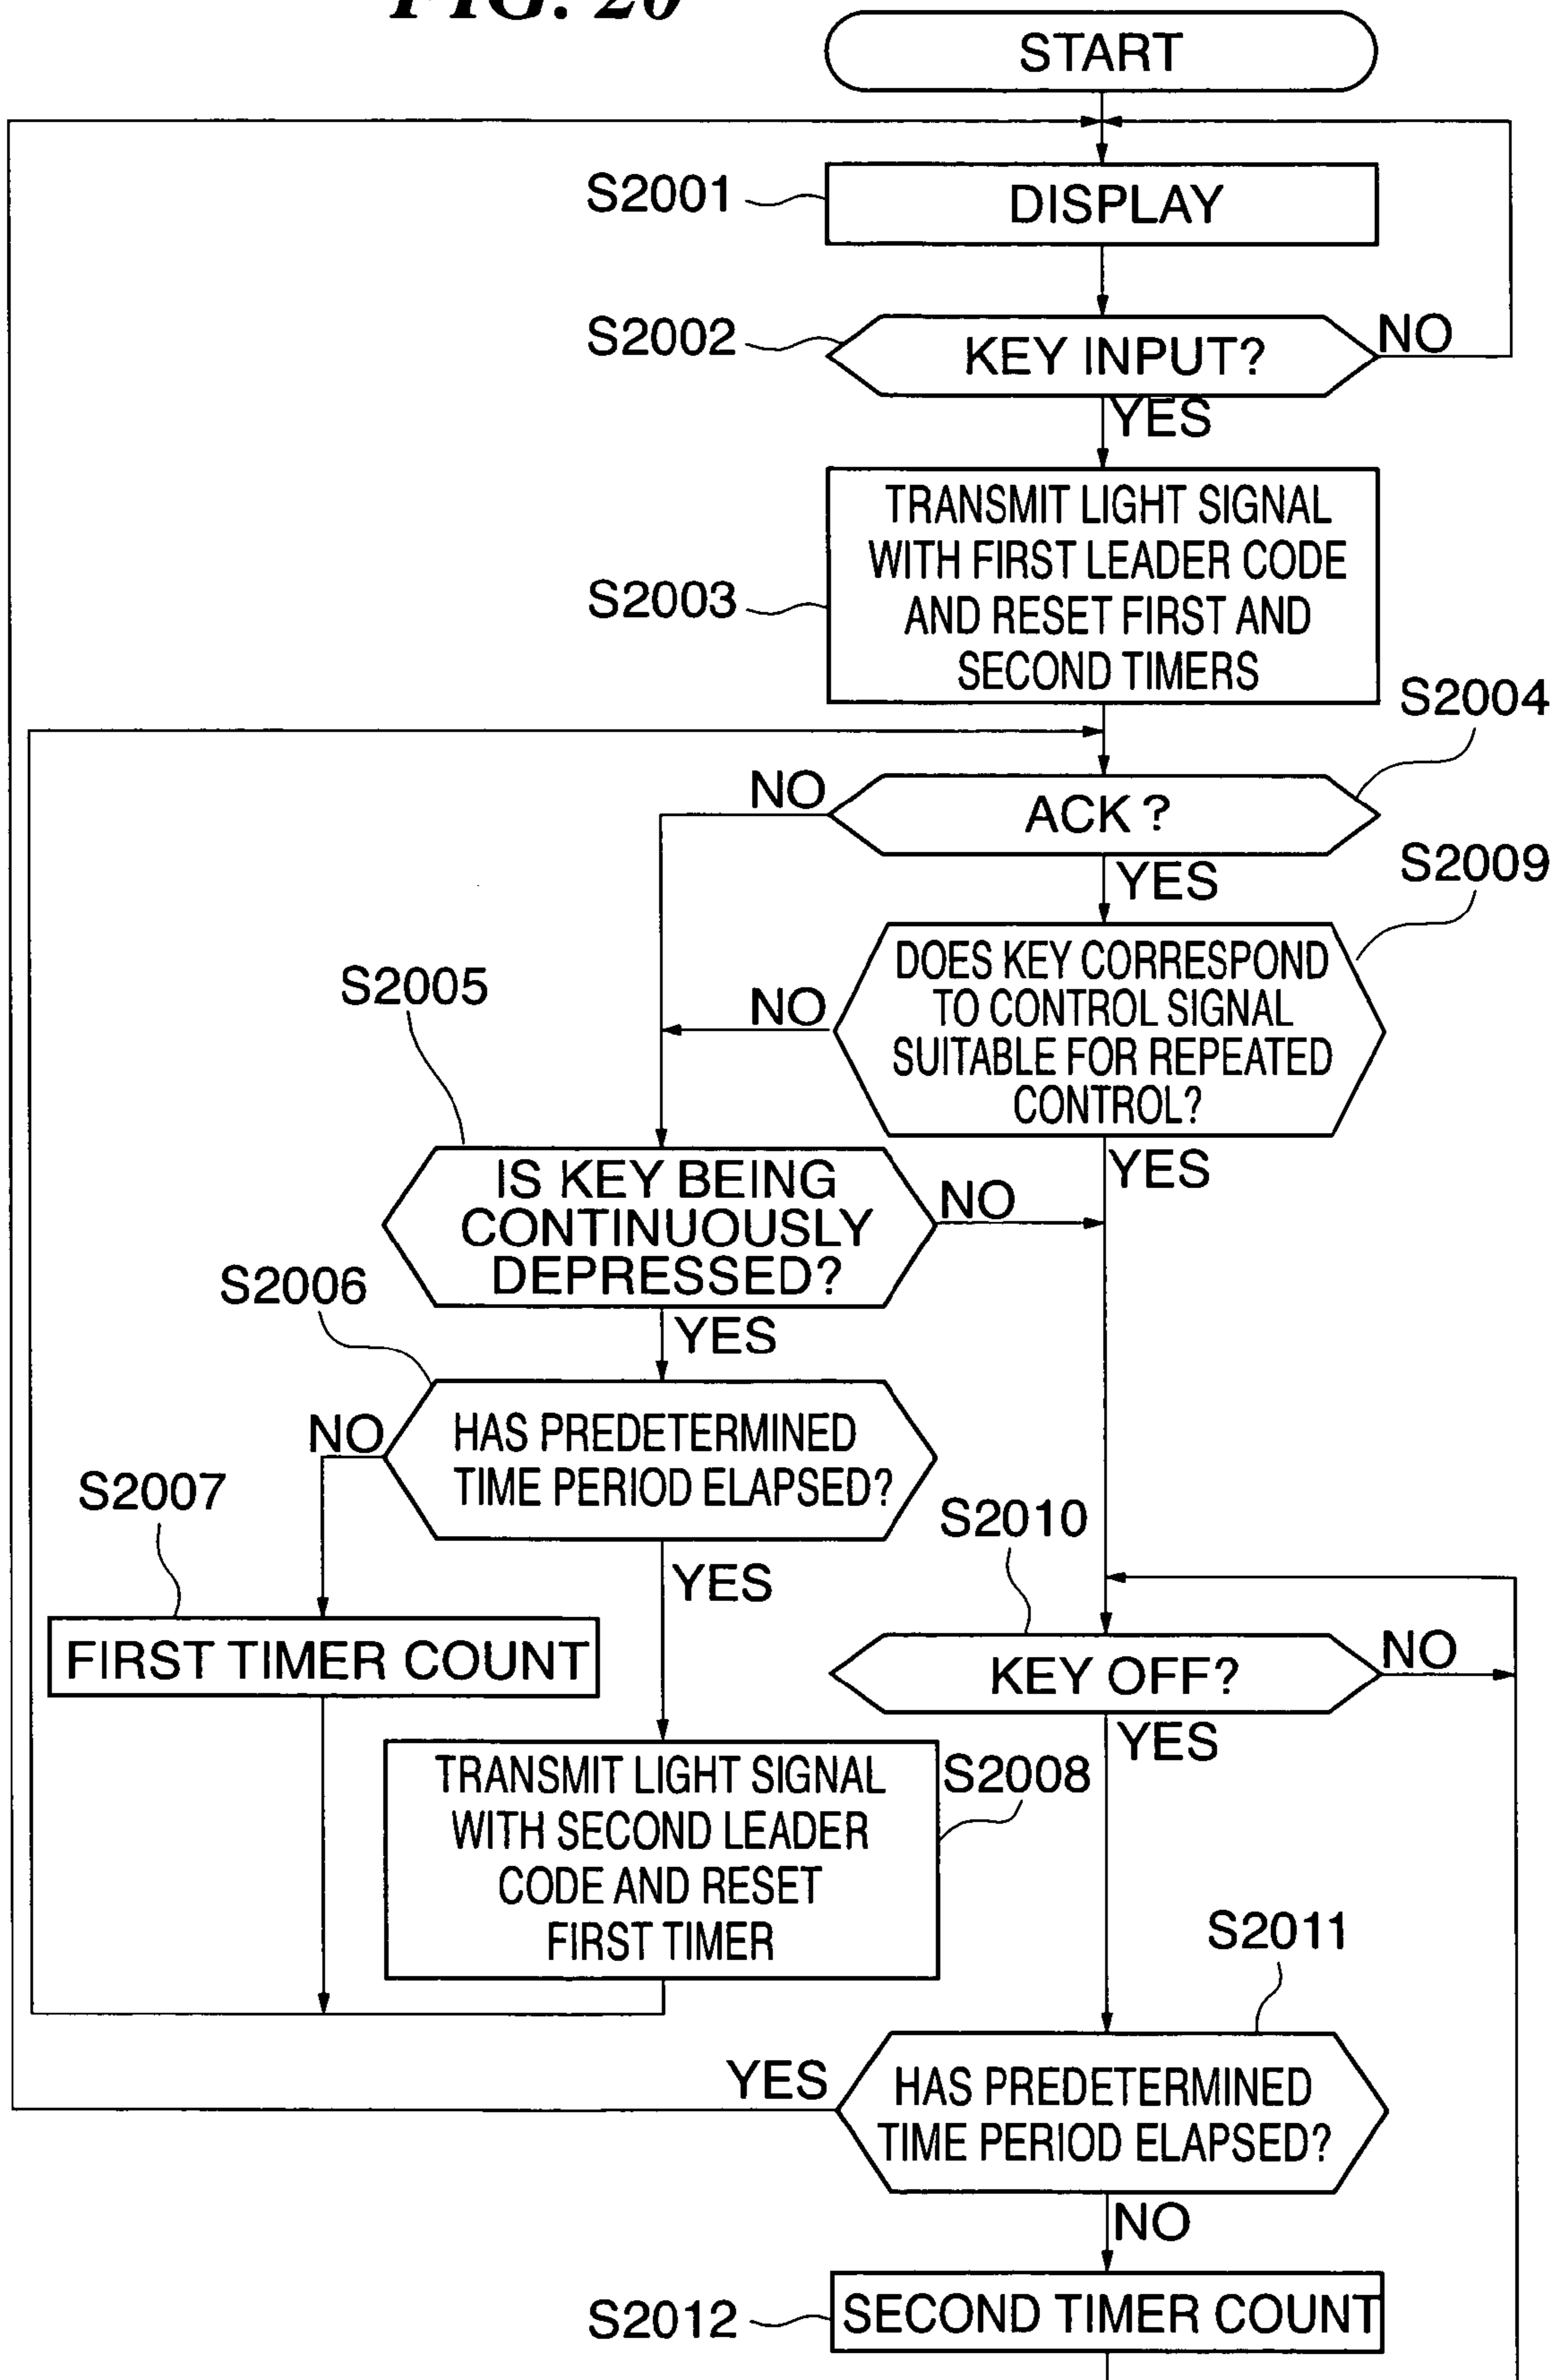 FIG. 20
START
S2001
DISPLAY
S2002
KEY INPUT?
NO
YES
S2003
TRANSMIT LIGHT SIGNAL
WITH FIRST LEADER CODE
AND RESET FIRST AND
SECOND TIMERS
S2004
NO
ACK ?
YES
S2009
DOES KEY CORRESPOND
TO CONTROL SIGNAL
SUITABLE FOR REPEATED
CONTROL?
NO
YES
S2005
IS KEY BEING
CONTINUOUSLY
DEPRESSED?
NO
YES
S2006
HAS PREDETERMINED
TIME PERIOD ELAPSED?
NO
YES
S2007
FIRST TIMER COUNT
S2008
TRANSMIT LIGHT SIGNAL
WITH SECOND LEADER
CODE AND RESET
FIRST TIMER
S2010
KEY OFF?
NO
YES
S2011
HAS PREDETERMINED
TIME PERIOD ELAPSED?
YES
NO
S2012
SECOND TIMER COUNT